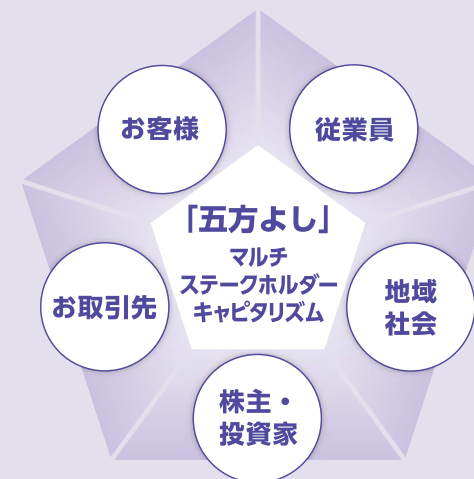 お客様
従業員
「五方よし」
マルチ
ステークホルダー
キャピタリズム
お取引先
地域
社会
株主・
投資家